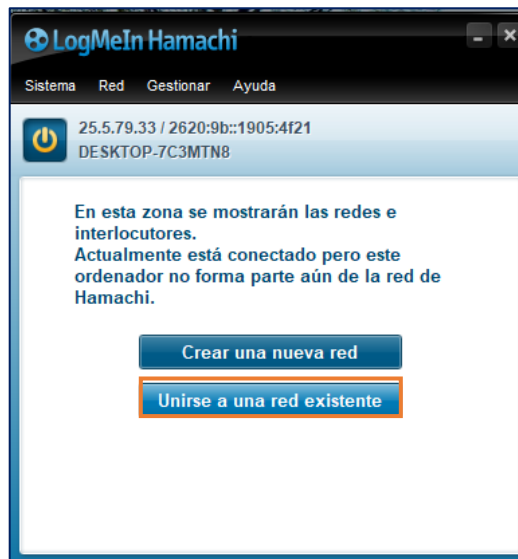 LogMeIn Hamachi
Sistema Red Gestionar Ayuda
25.5.79.33 / 2620:9b::1905:4f21
DESKTOP-7C3MTN8
En esta zona se mostrarán las redes e
interlocutores.
Actualmente está conectado pero este
ordenador no forma parte aún de la red de
Hamachi.
Crear una nueva red
Unirse a una red existente